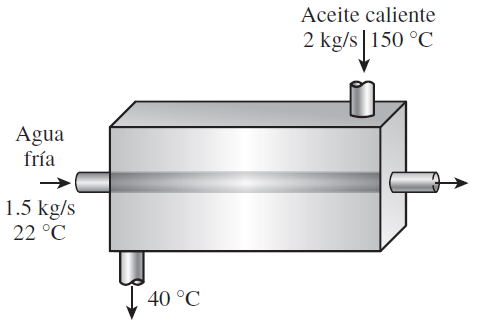 Aceite caliente
2 kg/s 150 °C
Agua
fría
1.5 kg/s
22 °C
40 °C